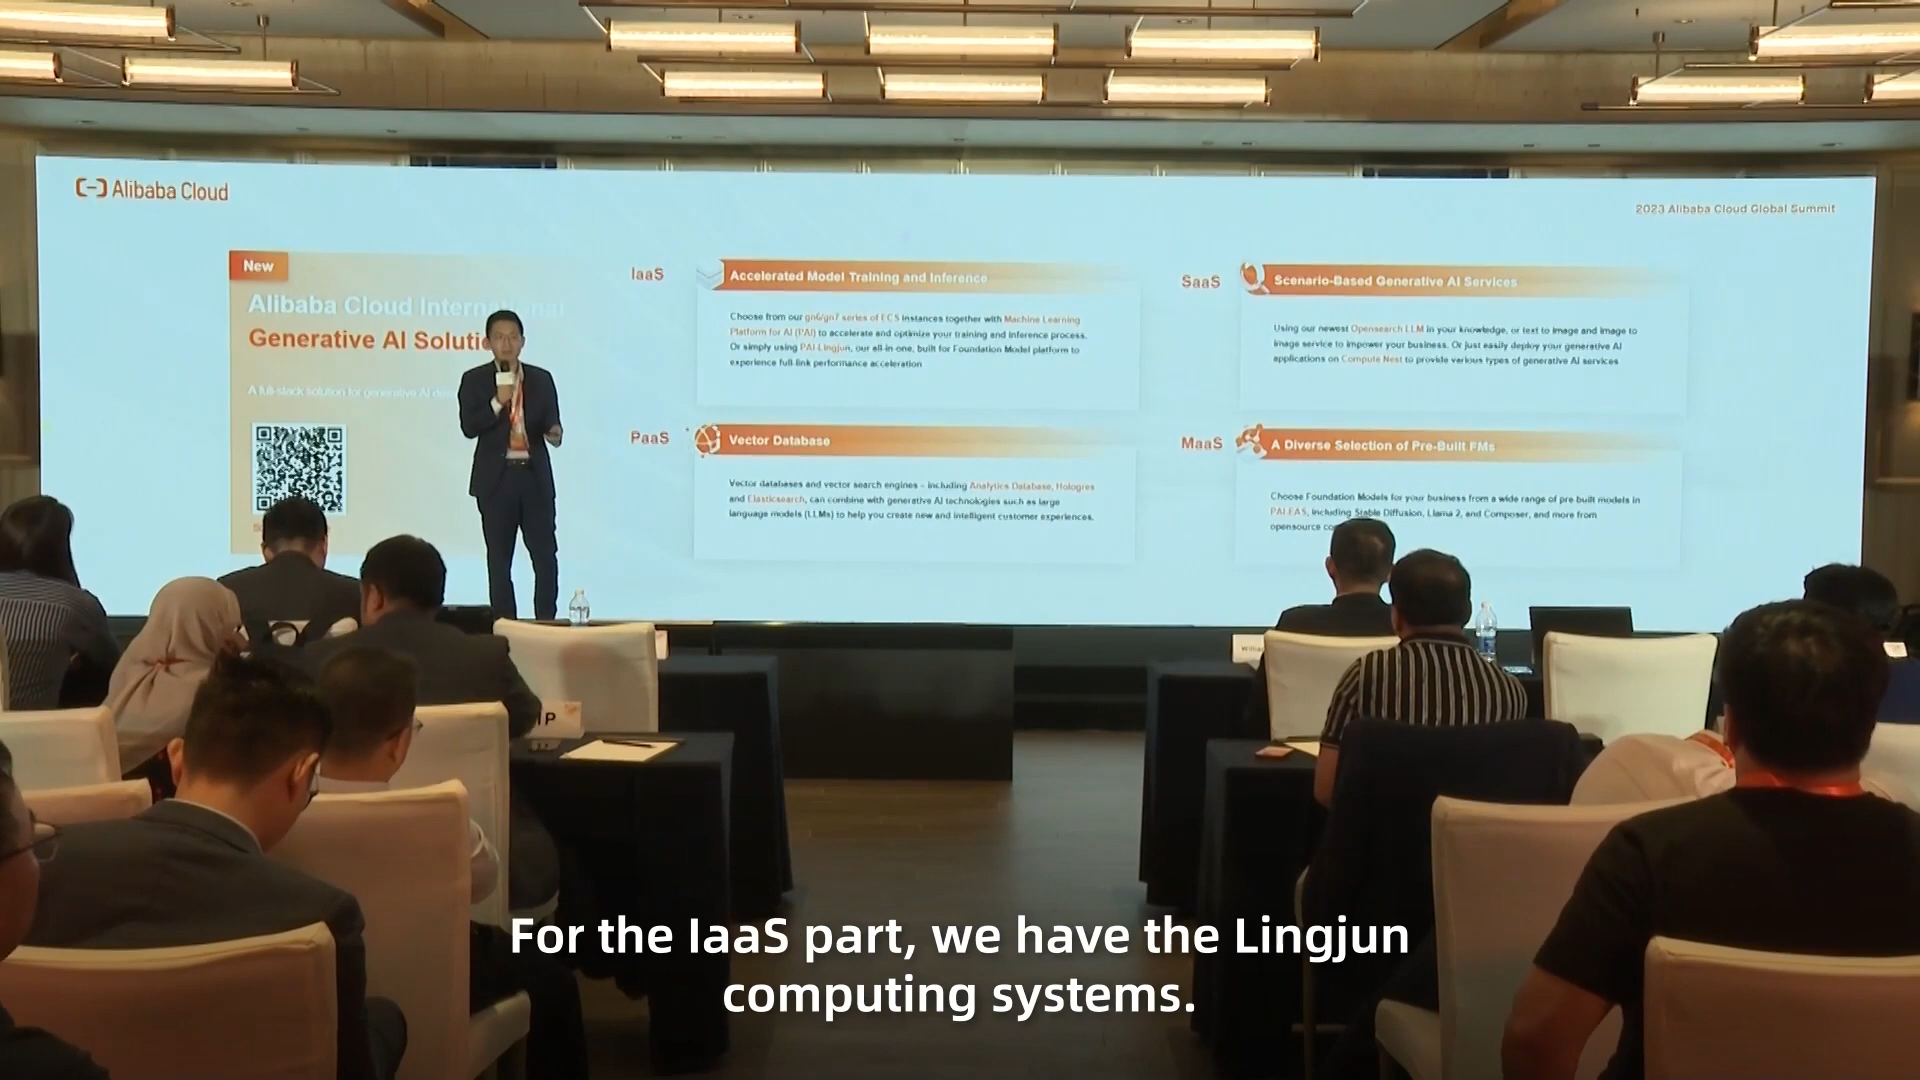 Alibaba Cloud
2023 Alibaba Cloud Global Summit
New
Alibaba Cloud International
Generative AI Soluti
A full-stack solution for generative AI
IaaS
Accelerated Model Training and Inference
Choose from our gn6/gn7 series of ECS instances together with Machine Learning
Platform for AI (PAI) to accelerate and optimize your training and inference process.
Or simply using PAI-Lingjun, our all-in-one, built for Foundation Model platform to
experience full-link performance acceleration
SaaS
Scenario-Based Generative AI Services
Using our newest Opensearch LLM in your knowledge, or text to image and image to
image service to impower your business. Or just easily deploy your generative AI
applications on Compute Nest to provide various types of generative AI services
PaaS
Vector Database
Vector databases and vector search engines – including Analytics Database, Hologres
and Elasticsearch, can combine with generative AI technologies such as large
language models (LLMs) to help you create new and intelligent customer experiences.
MaaS
A Diverse Selection of Pre-Built FMs
Choose Foundation Models for your business from a wide range of pre built models in
PAI-EAS, including Stable Diffusion, Llama 2, and Composer, and more from
opensource co
IP
For the IaaS part, we have the Lingjun
computing systems.